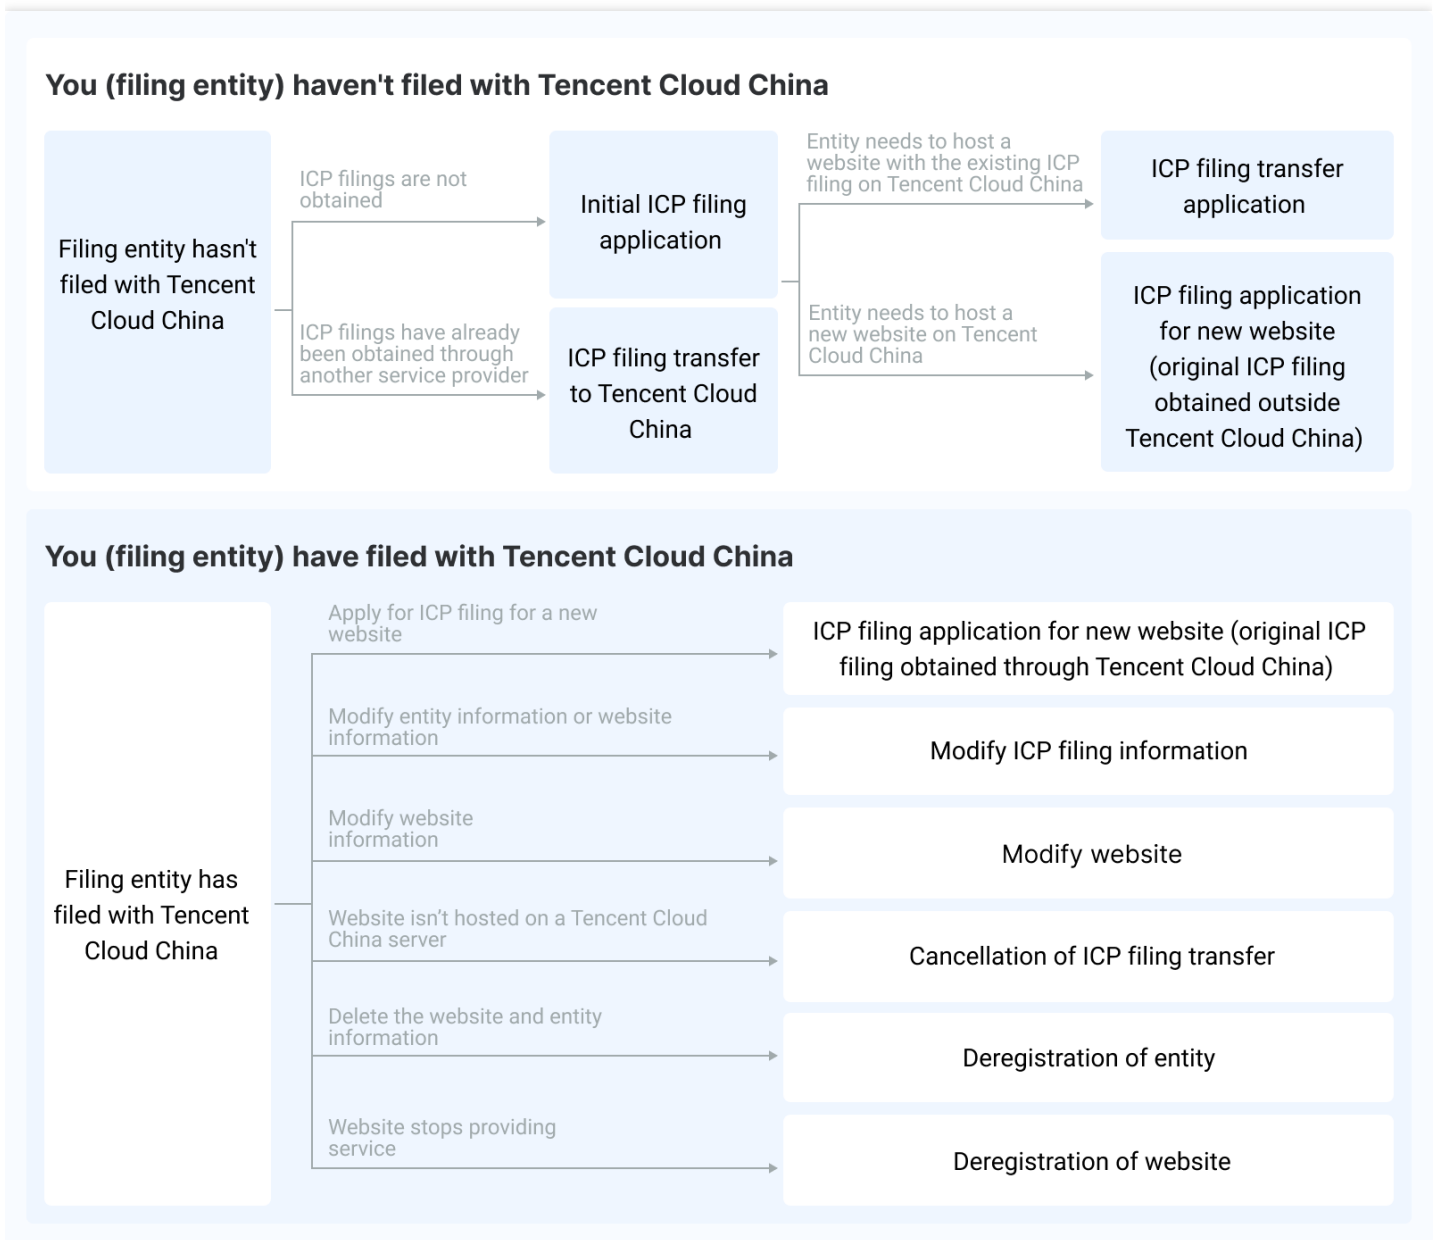 You (filing entity) haven't filed with Tencent Cloud China
Filing entity hasn't
filed with Tencent
Cloud China
ICP filings are not
obtained
ICP filings have already
been obtained through
another service provider
Initial ICP filing
application
ICP filing transfer
to Tencent Cloud
China
Entity needs to host a
website with the existing ICP
filing on Tencent Cloud China
Entity needs to host a
new website on Tencent
Cloud China
ICP filing transfer
application
ICP filing application
for new website
(original ICP filing
obtained outside
Tencent Cloud China)
You (filing entity) have filed with Tencent Cloud China
Filing entity has
filed with Tencent
Cloud China
Apply for ICP filing for a new
website
ICP filing application for new website (original ICP
filing obtained through Tencent Cloud China)
Modify entity information or website
information
Modify ICP filing information
Modify website
information
Modify website
Website isn’t hosted on a Tencent Cloud
China server
Cancellation of ICP filing transfer
Delete the website and entity
information
Deregistration of entity
Website stops providing
service
Deregistration of website